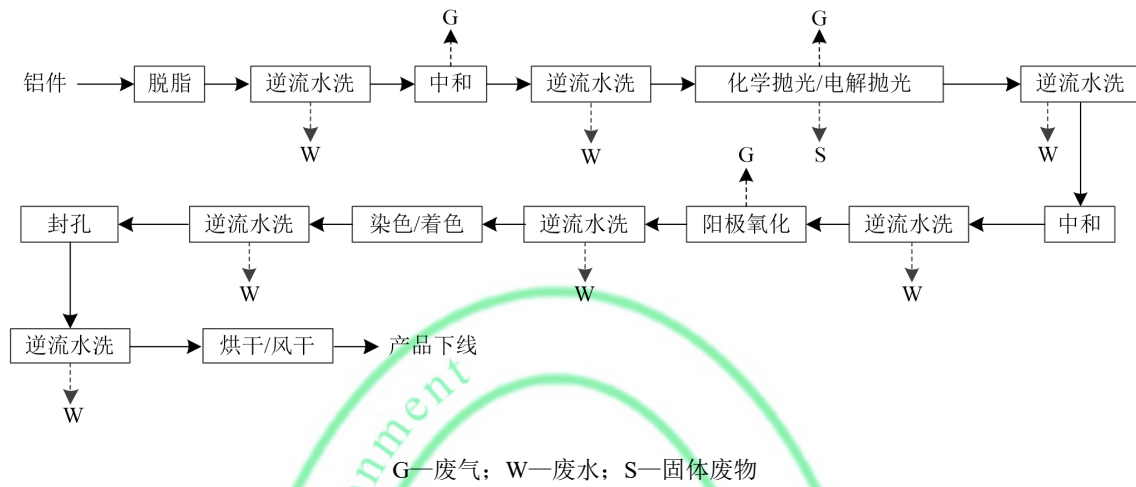 G G
铝件 脱脂 逆流水洗 中和 逆流水洗 化学抛光/电解抛光 逆流水洗
W W G S W
封孔 逆流水洗 染色/着色 逆流水洗 阳极氧化 逆流水洗 中和
W W W
逆流水洗 烘干/风干 产品下线
W
nment
G—废气；W—废水；S—固体废物